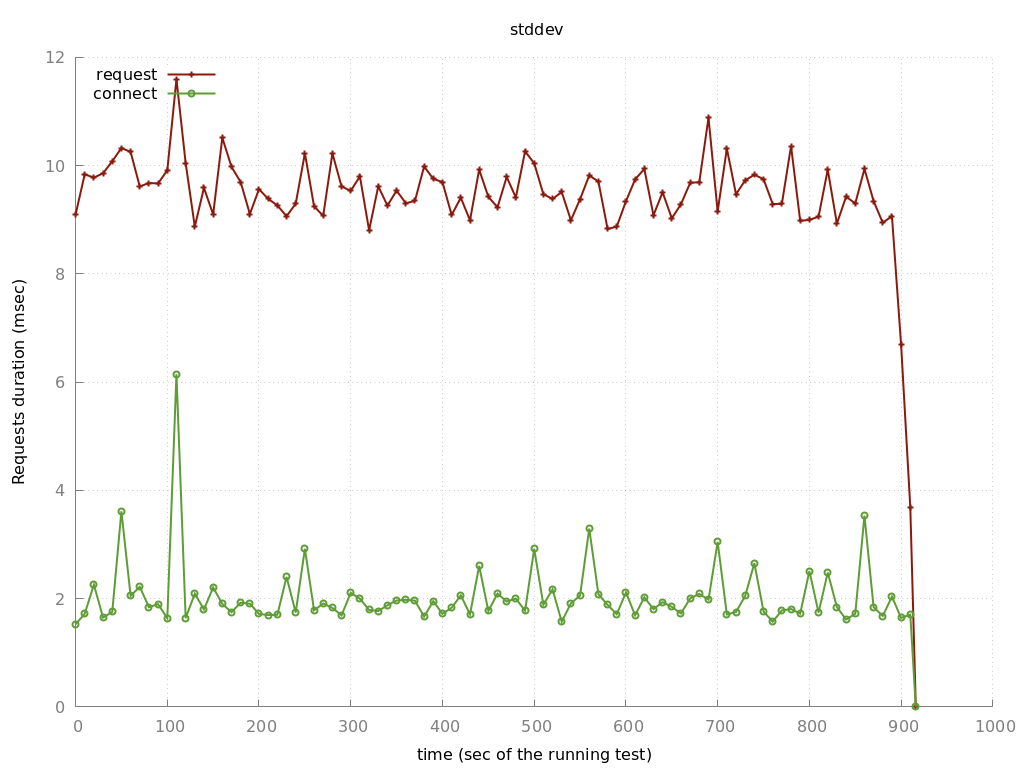 stddev
12
request
connect
10
8
6
4
2
0
0 100 200 300 400 500 600 700 800 900 1000
Requests duration (msec)
time (sec of the running test)